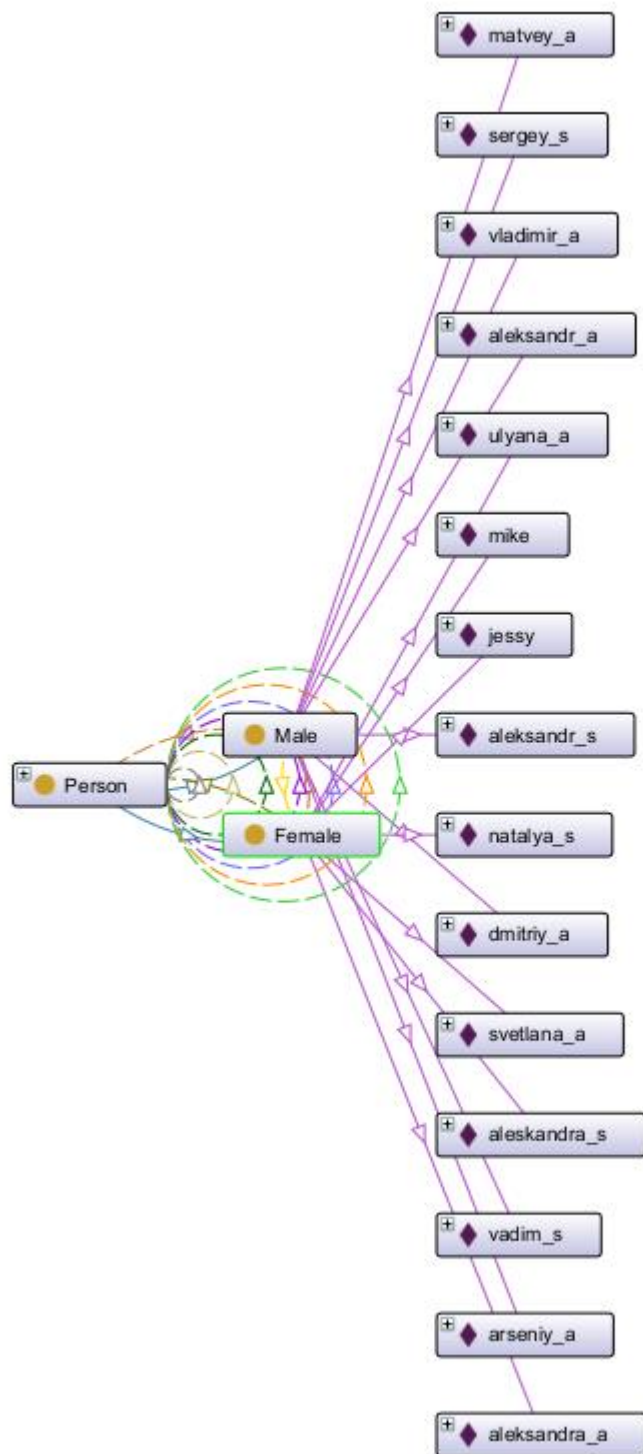 matvey_a
sergey_s
vladimir_a
aleksandr_a
ulyana_a
mike
jessy
Male
aleksandr_s
Person
Female
natalya_s
dmitriy_a
svetlana_a
aleskandra_s
vadim_s
arseniy_a
aleksandra_a